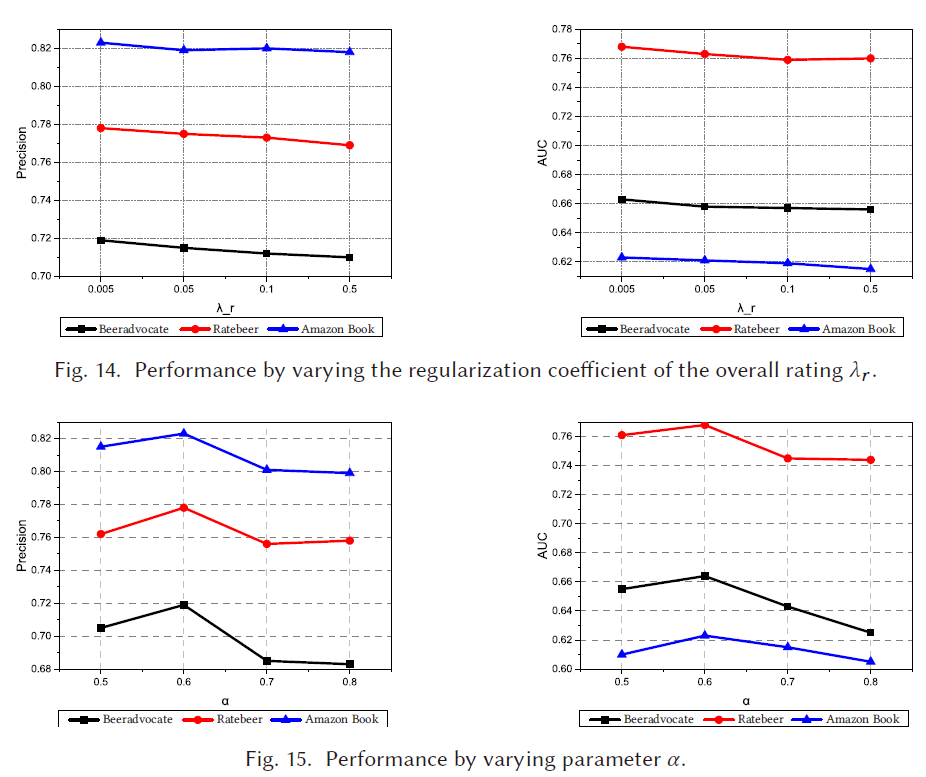 0.82
0.80
0.78
0.76
0.74
0.72
0.70
Precision
0.005 0.05 0.1 0.5
λ_r
Beeradvocate Ratebeer Amazon Book
0.78
0.76
0.74
0.72
0.70
0.68
0.66
0.64
0.62
AUC
0.005 0.05 0.1 0.5
λ_r
Beeradvocate Ratebeer Amazon Book
Fig. 14. Performance by varying the regularization coefficient of the overall rating λr.
0.82
0.80
0.78
0.76
0.74
0.72
0.70
0.68
Precision
0.5 0.6 0.7 0.8
α
Beeradvocate Ratebeer Amazon Book
0.76
0.74
0.72
0.70
0.68
0.66
0.64
0.62
0.60
AUC
0.5 0.6 0.7 0.8
α
Beeradvocate Ratebeer Amazon Book
Fig. 15. Performance by varying parameter α.